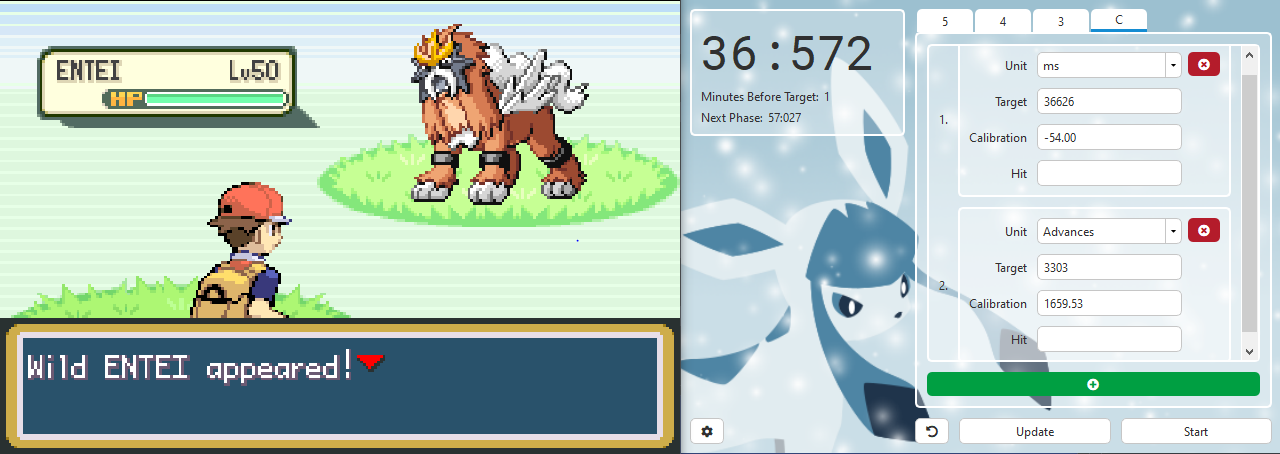 ENTEI Lv50
HP
Wild ENTEI appeared!
36:572
Minutes Before Target: 1
Next Phase: 57:027
5 4 3 C
1.
Unit ms
Target 36626
Calibration -54.00
Hit
2.
Unit Advances
Target 3303
Calibration 1659.53
Hit
Update Start